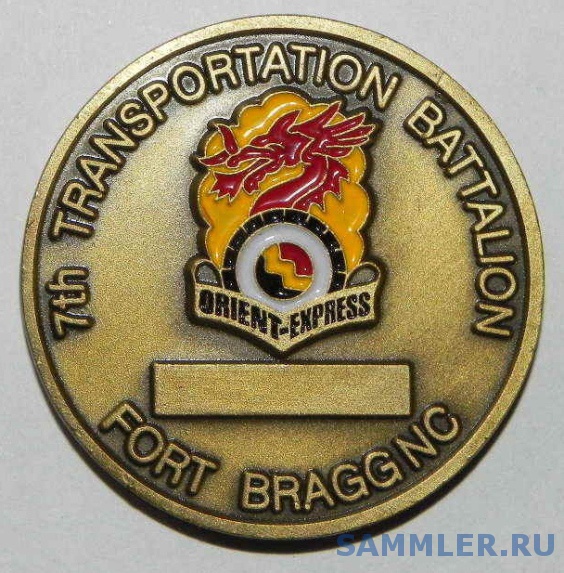 7th TRANSPORTATION BATTALION
ORIENT-EXPRESS
FORT BRAGG NC
SAMMLER.RU